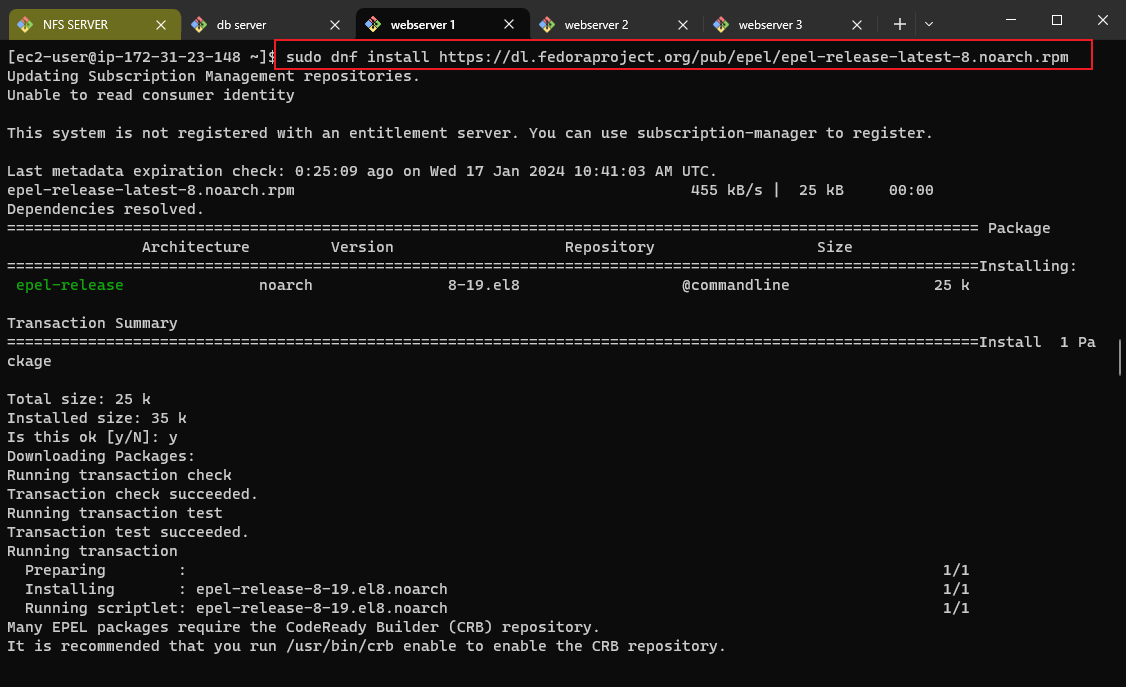 NFS SERVER db server webserver 1 webserver 2 webserver 3
[ec2-user@ip-172-31-23-148 ~]$ sudo dnf install https://dl.fedoraproject.org/pub/epel/epel-release-latest-8.noarch.rpm
Updating Subscription Management repositories.
Unable to read consumer identity
This system is not registered with an entitlement server. You can use subscription-manager to register.
Last metadata expiration check: 0:25:09 ago on Wed 17 Jan 2024 10:41:03 AM UTC.
epel-release-latest-8.noarch.rpm 455 kB/s | 25 kB 00:00
Dependencies resolved.
============================================================================================================ Package
Architecture Version Repository Size
============================================================================================================Installing:
epel-release noarch 8-19.el8 @commandline 25 k
Transaction Summary
============================================================================================================Install 1 Pa
ckage
Total size: 25 k
Installed size: 35 k
Is this ok [y/N]: y
Downloading Packages:
Running transaction check
Transaction check succeeded.
Running transaction test
Transaction test succeeded.
Running transaction
Preparing : 1/1
Installing : epel-release-8-19.el8.noarch 1/1
Running scriptlet: epel-release-8-19.el8.noarch 1/1
Many EPEL packages require the CodeReady Builder (CRB) repository.
It is recommended that you run /usr/bin/crb enable to enable the CRB repository.